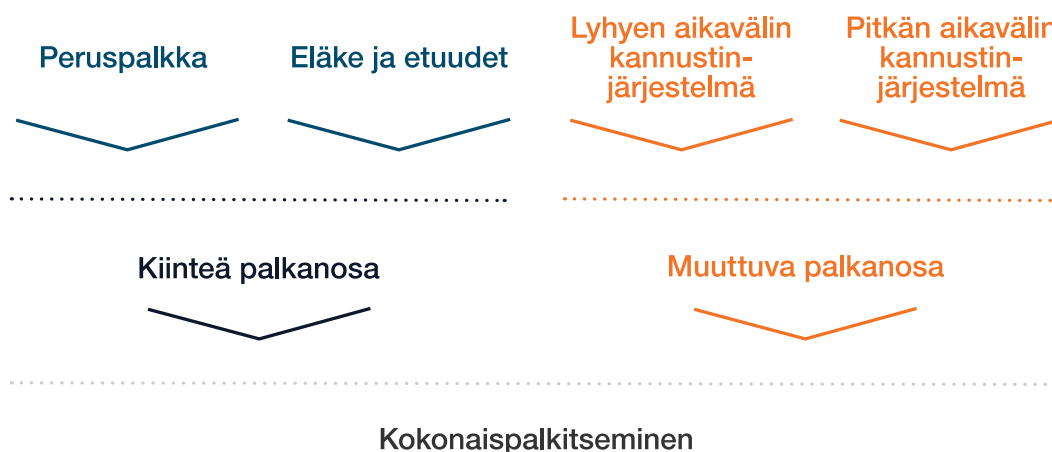 Peruspalkka
Eläke ja etuudet
Lyhyen aikavälin
kannustin-
järjestelmä
Pitkän aikavälin
kannustin-
järjestelmä
Kiinteä palkanosa
Muuttuva palkanosa
Kokonaispalkitseminen